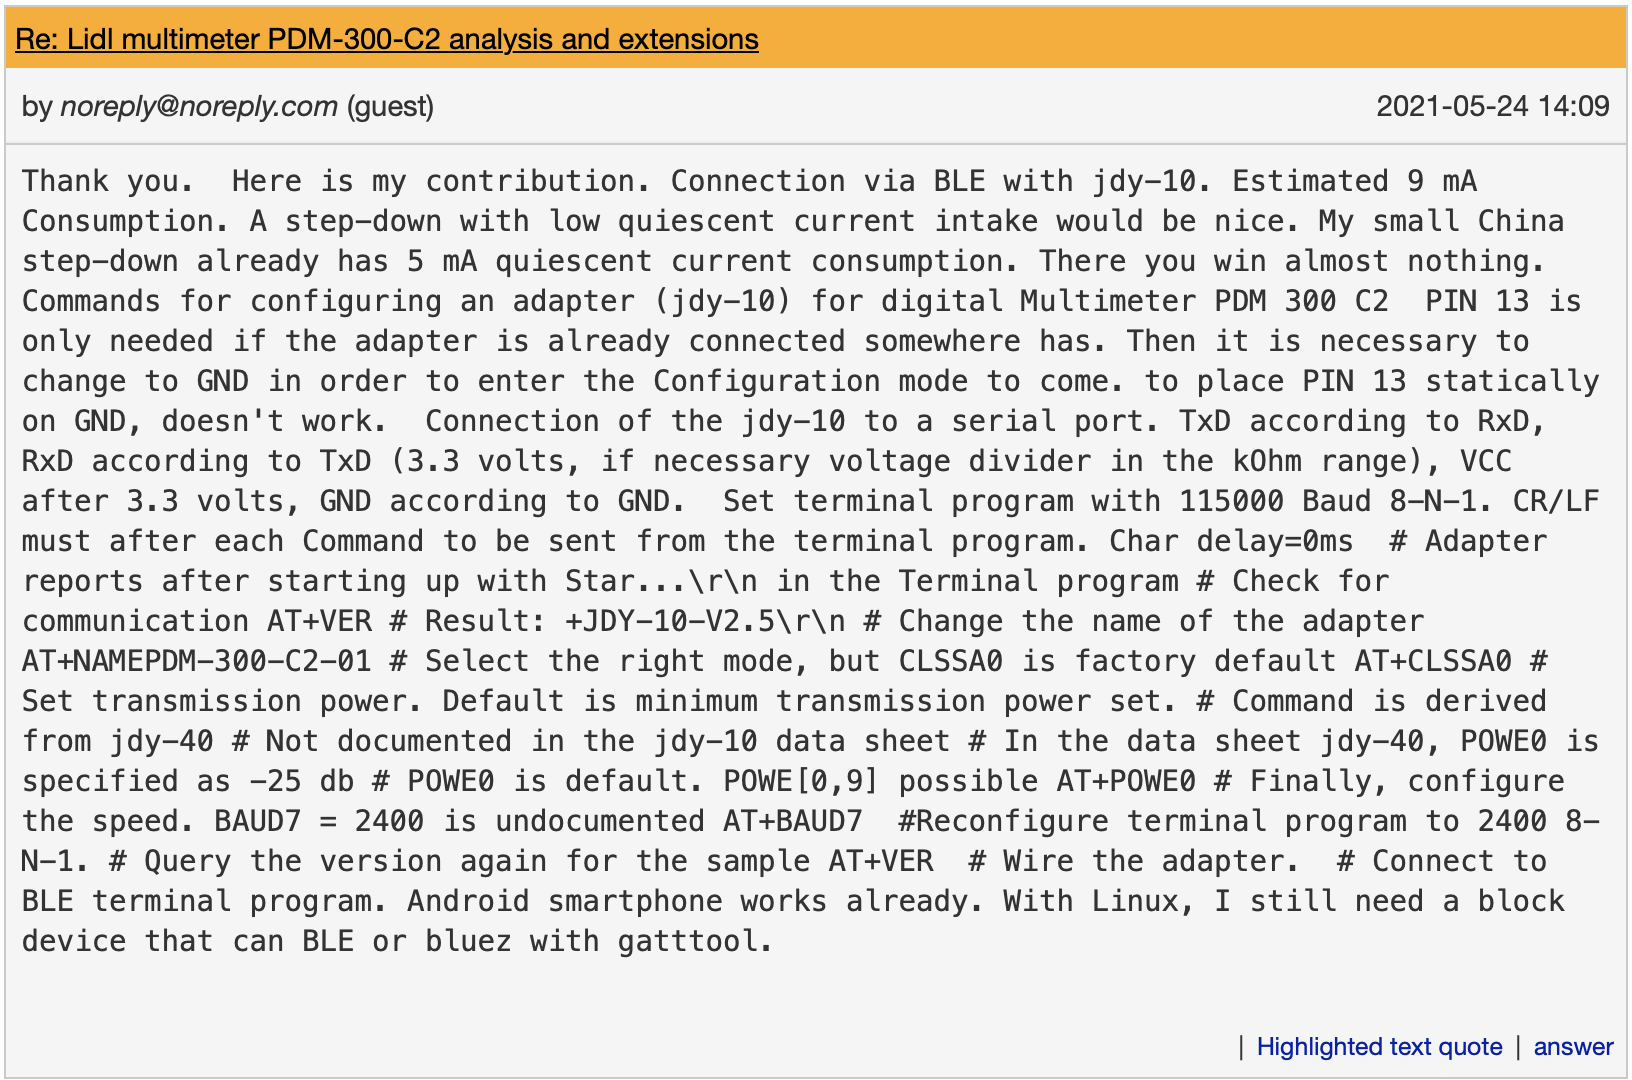 Re: Lidl multimeter PDM-300-C2 analysis and extensions
by noreply@noreply.com (guest) 2021-05-24 14:09
Thank you.  Here is my contribution. Connection via BLE with jdy-10. Estimated 9 mA
Consumption. A step-down with low quiescent current intake would be nice. My small China
step-down already has 5 mA quiescent current consumption. There you win almost nothing.
Commands for configuring an adapter (jdy-10) for digital Multimeter PDM 300 C2  PIN 13 is
only needed if the adapter is already connected somewhere has. Then it is necessary to
change to GND in order to enter the Configuration mode to come. to place PIN 13 statically
on GND, doesn't work.  Connection of the jdy-10 to a serial port. TxD according to RxD,
RxD according to TxD (3.3 volts, if necessary voltage divider in the kOhm range), VCC
after 3.3 volts, GND according to GND.  Set terminal program with 115000 Baud 8-N-1. CR/LF
must after each Command to be sent from the terminal program. Char delay=0ms  # Adapter
reports after starting up with Star...\r\n in the Terminal program # Check for
communication AT+VER # Result: +JDY-10-V2.5\r\n # Change the name of the adapter
AT+NAMEPDM-300-C2-01 # Select the right mode, but CLSSA0 is factory default AT+CLSSA0 #
Set transmission power. Default is minimum transmission power set. # Command is derived
from jdy-40 # Not documented in the jdy-10 data sheet # In the data sheet jdy-40, POWE0 is
specified as -25 db # POWE0 is default. POWE[0,9] possible AT+POWE0 # Finally, configure
the speed. BAUD7 = 2400 is undocumented AT+BAUD7  #Reconfigure terminal program to 2400 8-
N-1. # Query the version again for the sample AT+VER  # Wire the adapter.  # Connect to
BLE terminal program. Android smartphone works already. With Linux, I still need a block
device that can BLE or bluez with gatttool.
| Highlighted text quote | answer